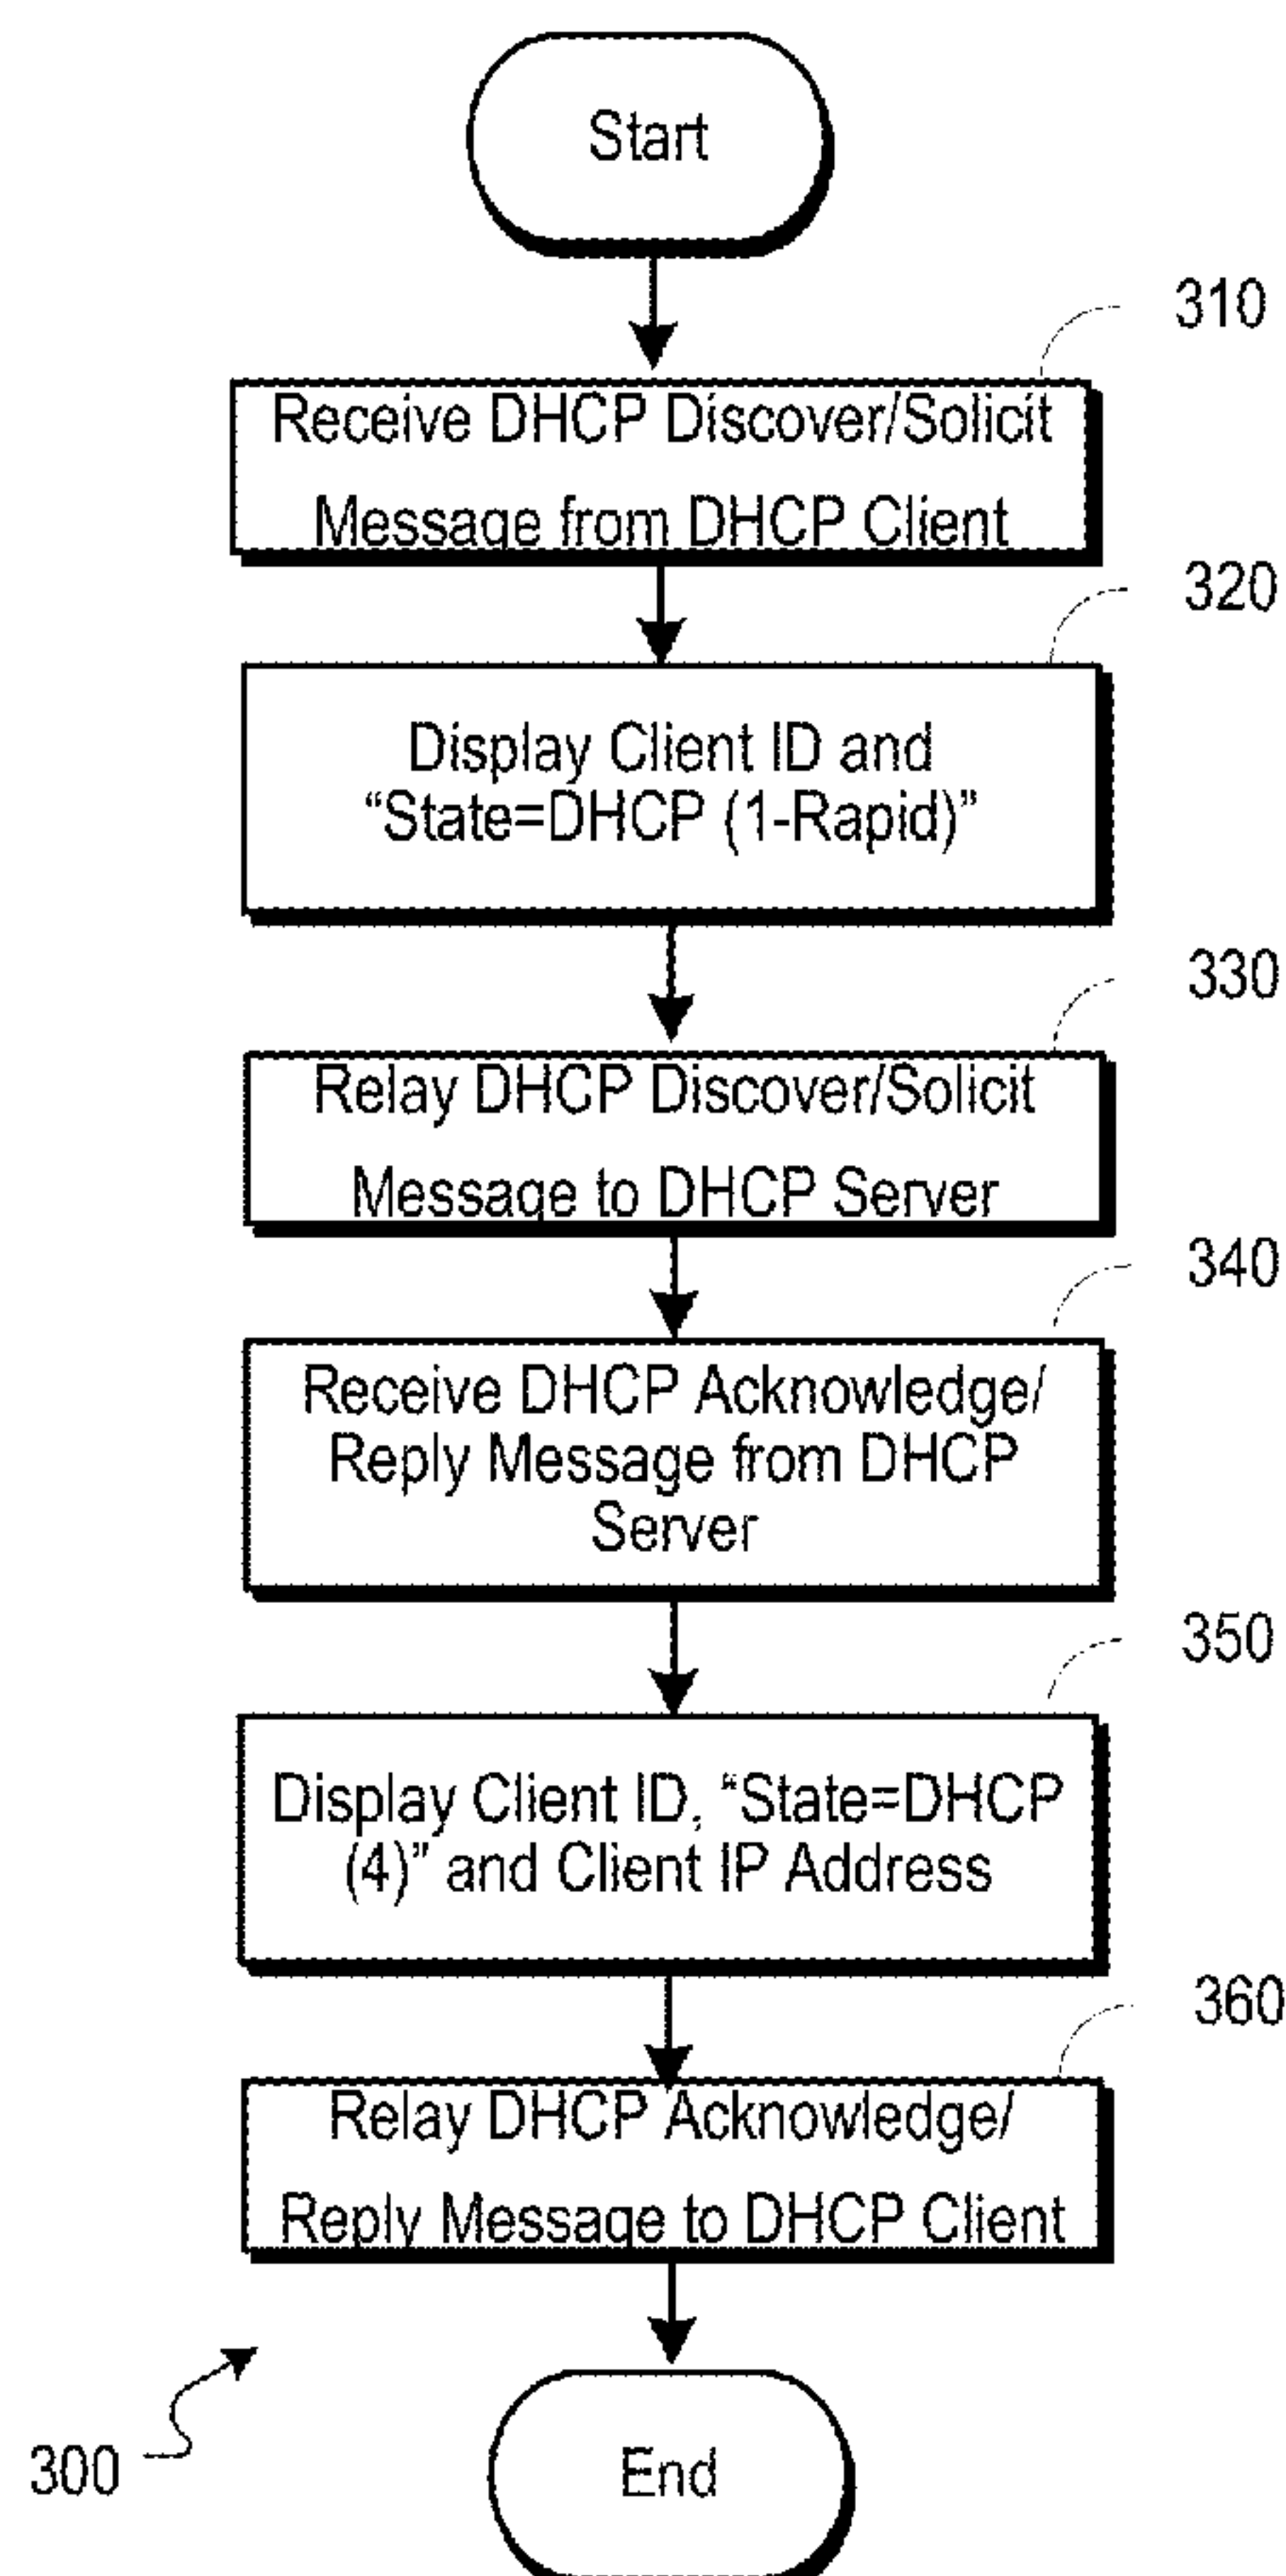 Start
310
Receive DHCP Discover/Solicit
Message from DHCP Client
320
Display Client ID and
“State=DHCP (1-Rapid)”
330
Relay DHCP Discover/Solicit
Message to DHCP Server
340
Receive DHCP Acknowledge/
Reply Message from DHCP
Server
350
Display Client ID, “State=DHCP
(4)” and Client IP Address
360
Relay DHCP Acknowledge/
Reply Message to DHCP Client
300
End